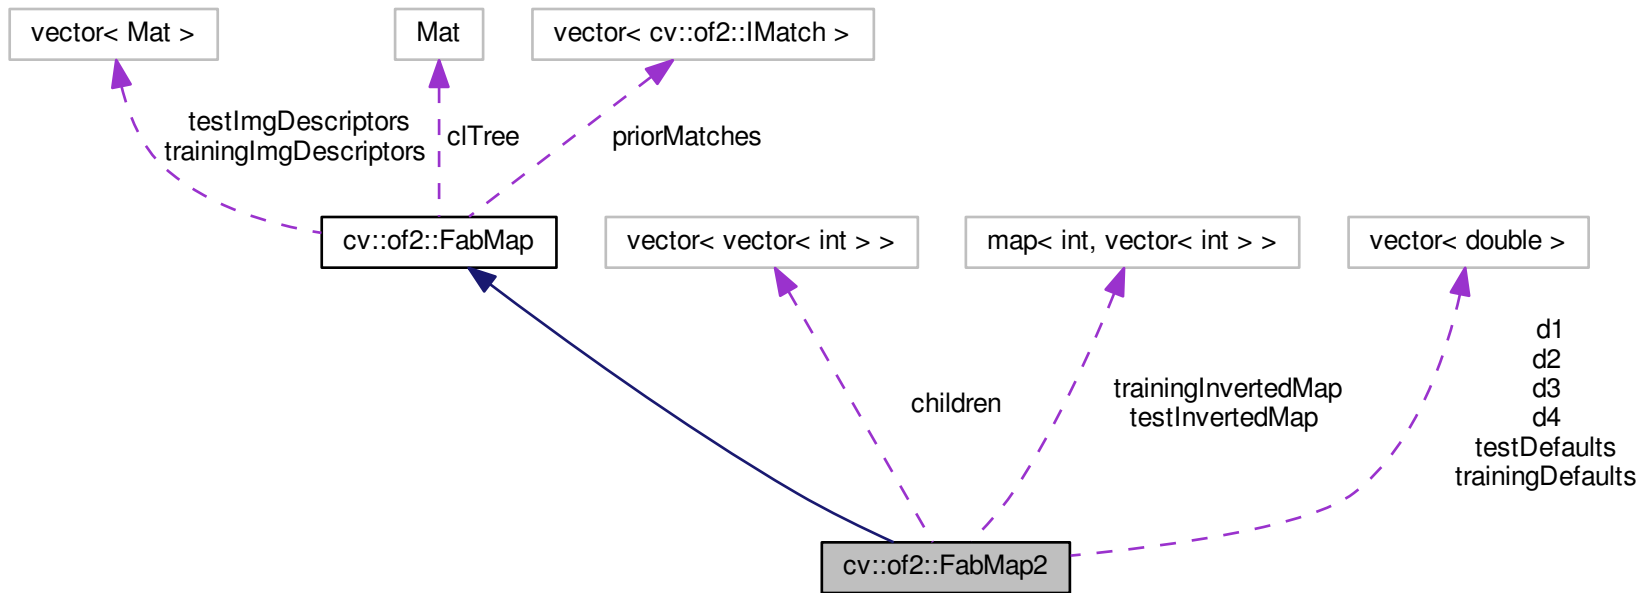 vector< Mat >
Mat
vector< cv::of2::IMatch >
testImgDescriptors
trainingImgDescriptors
clTree
priorMatches
cv::of2::FabMap
vector< vector< int > >
map< int, vector< int > >
vector< double >
children
trainingInvertedMap
testInvertedMap
d1
d2
d3
d4
testDefaults
trainingDefaults
cv::of2::FabMap2